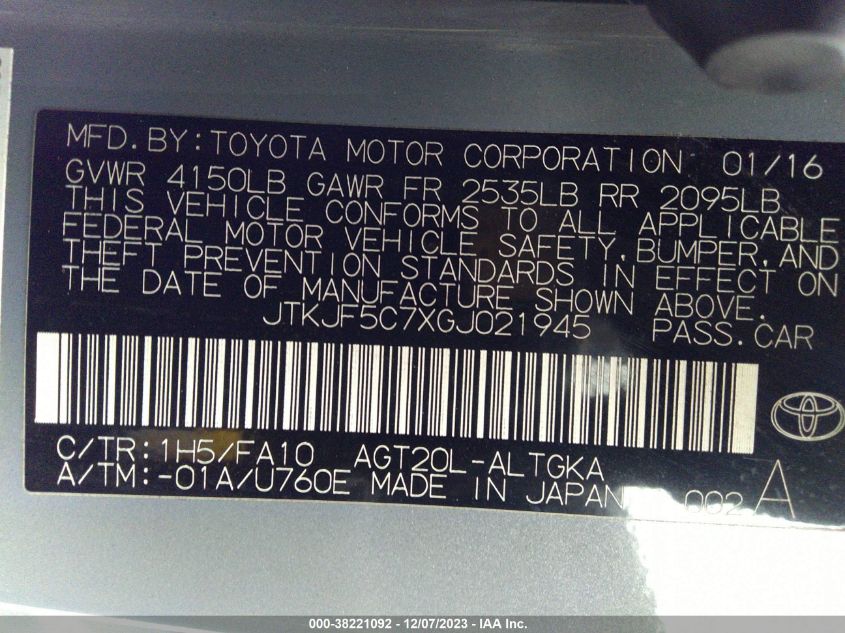 MFD. BY: TOYOTA MOTOR CORPORATION 01/16
GVWR 4150LB GAWR FR 2535LB RR 2095LB
THIS VEHICLE CONFORMS TO ALL APPLICABLE
FEDERAL MOTOR VEHICLE SAFETY, BUMPER, AND
THEFT PREVENTION STANDARDS IN EFFECT ON
THE DATE OF MANUFACTURE SHOWN ABOVE.
JTKJF5C7XGJ021945 PASS. CAR
C/TR: 1H5/FA10 AGT20L-ALTGKA
A/TM: -01A/U760E MADE IN JAPAN 002 A
000-38221092 - 12/07/2023 - IAA Inc.